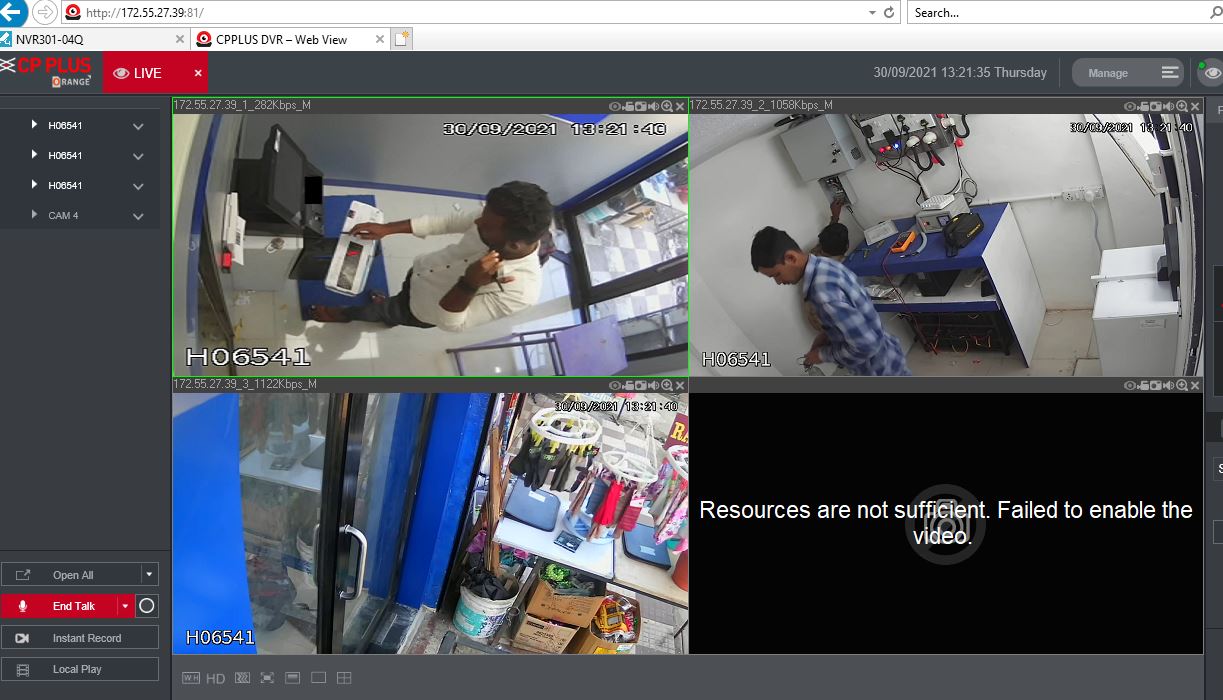 http://172.55.27.39:81/
Search...
NVR301-04Q
CPPLUS DVR – Web View
CP PLUS
ORANGE
LIVE
30/09/2021 13:21:35 Thursday
Manage
H06541
H06541
H06541
CAM 4
172.55.27.39_1_282Kbps_M
30/09/2021 13:21:40
H06541
172.55.27.39_2_1058Kbps_M
30/09/2021 13:21:40
H06541
172.55.27.39_3_1122Kbps_M
30/09/2021 13:21:40
RA
H06541
Resources are not sufficient. Failed to enable the
video.
Open All
End Talk
Instant Record
Local Play
WH HD